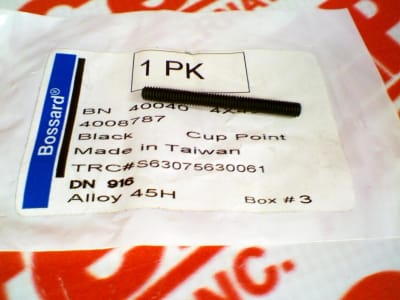 1 PK
Bossard®
BN 40040
4008787
Black Cup Point
Made in Taiwan
TRC#S63075630061
DN 916
Alloy 45H Box #3
INC.